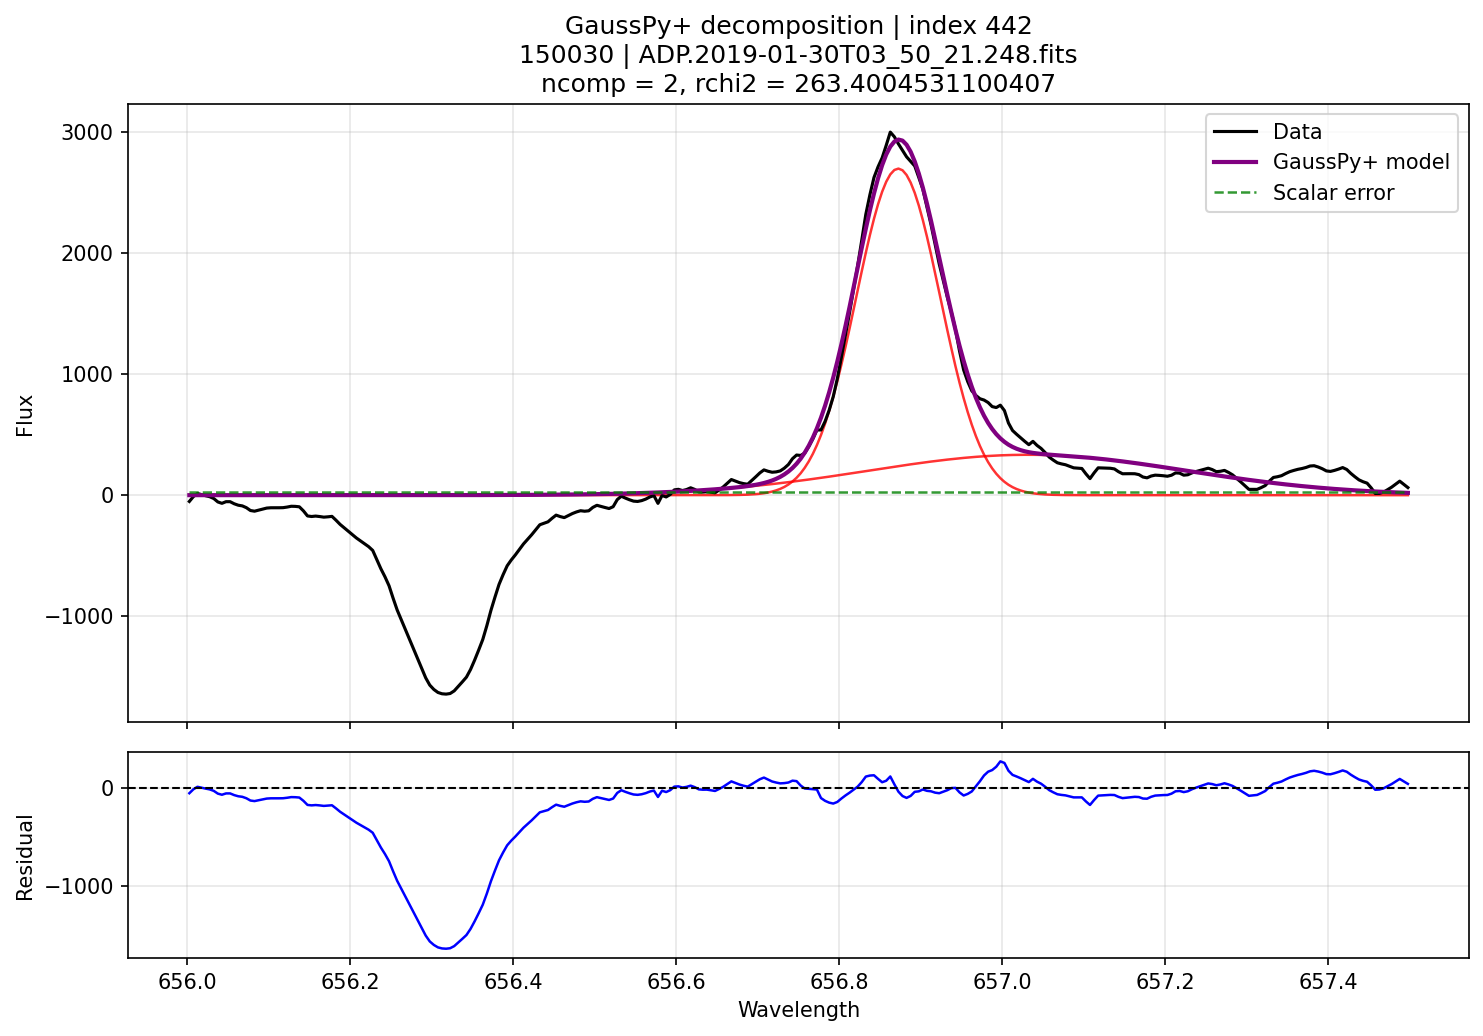 GaussPy+ decomposition | index 442
150030 | ADP.2019-01-30T03_50_21.248.fits
ncomp = 2, rchi2 = 263.4004531100407
Data
GaussPy+ model
Scalar error
Flux
3000
2000
1000
0
−1000
Residual
0
−1000
656.0 656.2 656.4 656.6 656.8 657.0 657.2 657.4
Wavelength